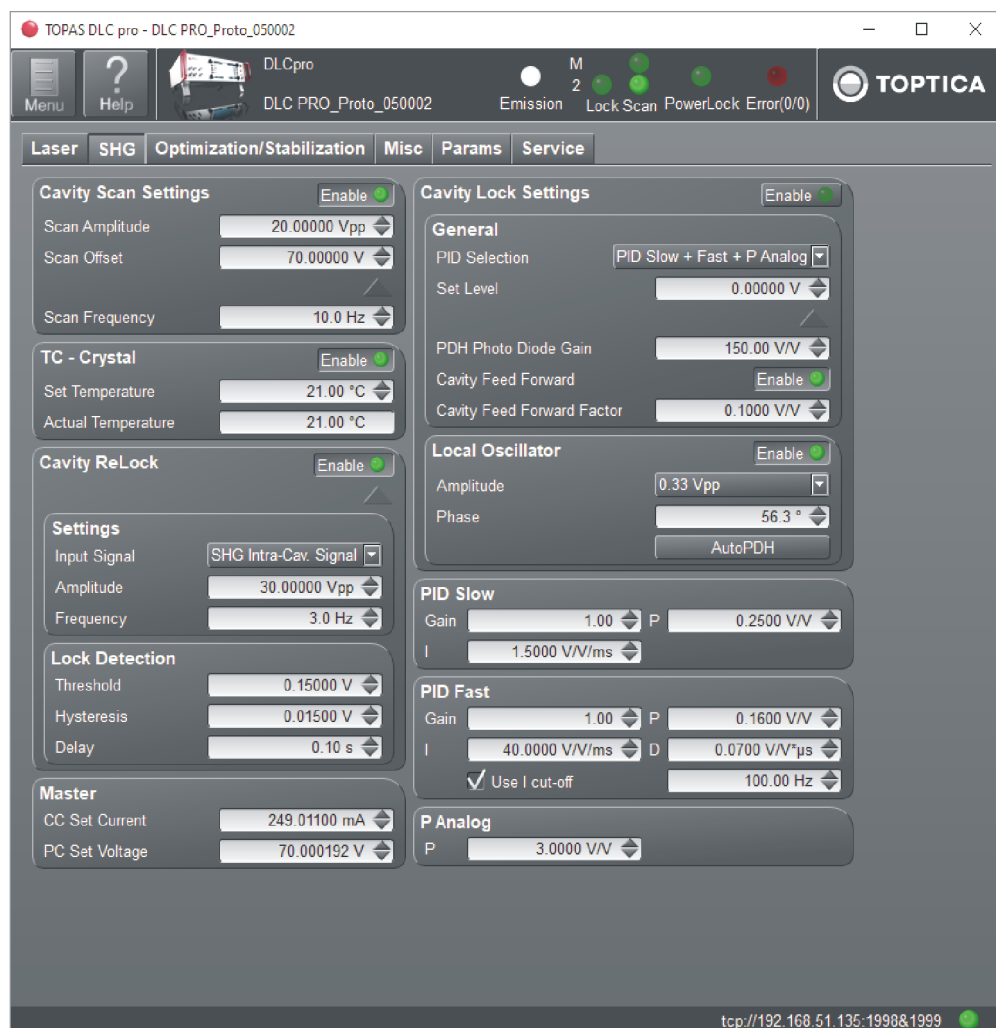 TOPAS DLC pro - DLC PRO_Proto_050002
Menu
Help
DLCpro
DLC PRO_Proto_050002
Emission
M
2
Lock Scan PowerLock Error(0/0)
TOPTICA
Laser SHG Optimization/Stabilization Misc Params Service
Cavity Scan Settings Enable
Scan Amplitude 20.00000 Vpp
Scan Offset 70.00000 V
Scan Frequency 10.0 Hz
TC - Crystal Enable
Set Temperature 21.00 °C
Actual Temperature 21.00 °C
Cavity ReLock Enable
Settings
Input Signal SHG Intra-Cav. Signal
Amplitude 30.00000 Vpp
Frequency 3.0 Hz
Lock Detection
Threshold 0.15000 V
Hysteresis 0.01500 V
Delay 0.10 s
Master
CC Set Current 249.01100 mA
PC Set Voltage 70.000192 V
Cavity Lock Settings Enable
General
PID Selection PID Slow + Fast + P Analog
Set Level 0.00000 V
PDH Photo Diode Gain 150.00 V/V
Cavity Feed Forward Enable
Cavity Feed Forward Factor 0.1000 V/V
Local Oscillator Enable
Amplitude 0.33 Vpp
Phase 56.3 °
AutoPDH
PID Slow
Gain 1.00 P 0.2500 V/V
I 1.5000 V/V/ms
PID Fast
Gain 1.00 P 0.1600 V/V
I 40.0000 V/V/ms D 0.0700 V/V*µs
Use I cut-off 100.00 Hz
P Analog
P 3.0000 V/V
tcp://192.168.51.135:1998&1999